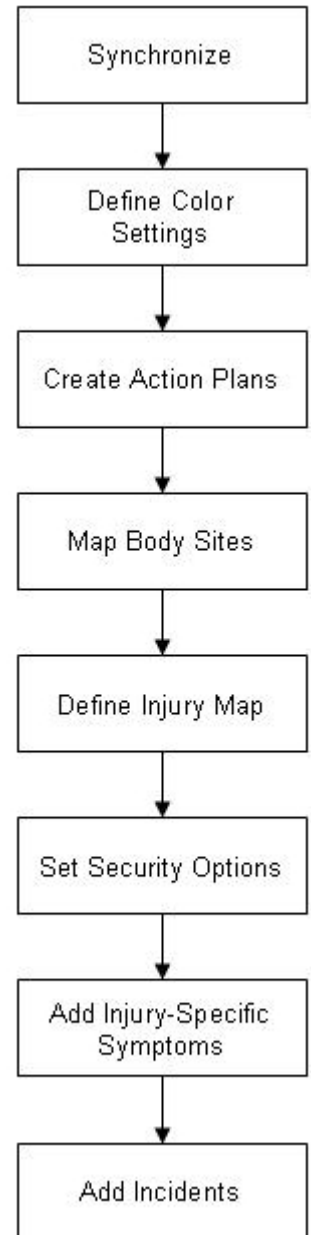 Synchronize
Define Color
Settings
Create Action Plans
Map Body Sites
Define Injury Map
Set Security Options
Add Injury-Specific
Symptoms
Add Incidents